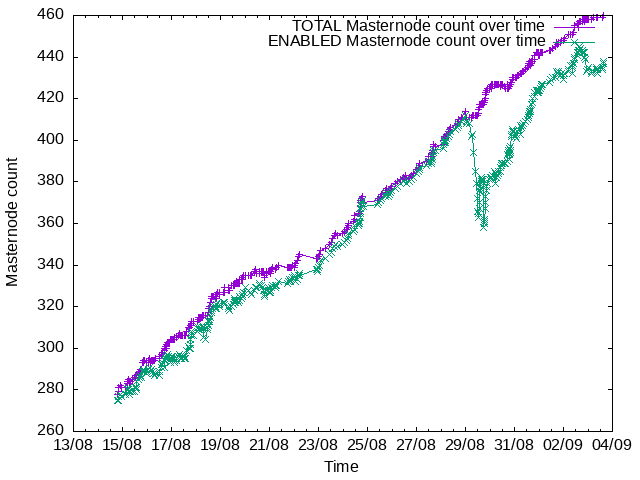 TOTAL Masternode count over time
ENABLED Masternode count over time
460
440
420
400
380
360
340
320
300
280
260
Masternode count
13/08 15/08 17/08 19/08 21/08 23/08 25/08 27/08 29/08 31/08 02/09 04/09
Time